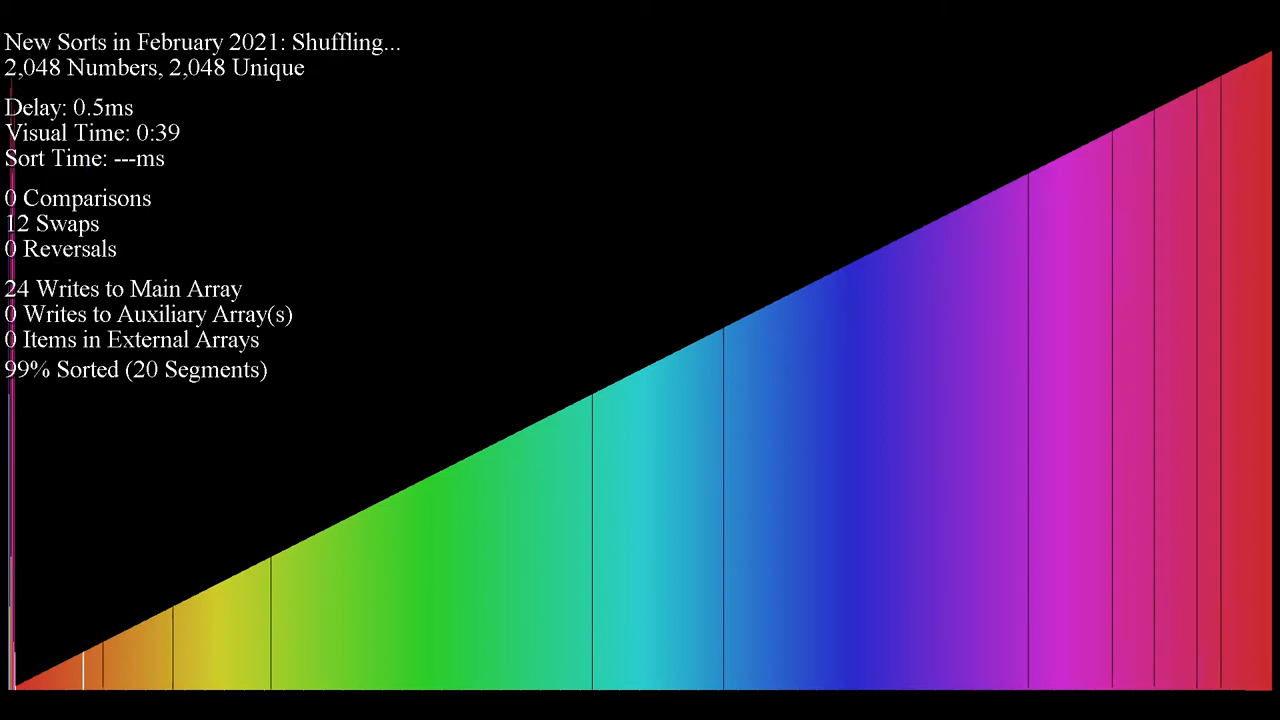 New Sorts in February 2021: Shuffling...
2,048 Numbers, 2,048 Unique
Delay: 0.5ms
Visual Time: 0:39
Sort Time: ---ms
0 Comparisons
12 Swaps
0 Reversals
24 Writes to Main Array
0 Writes to Auxiliary Array(s)
0 Items in External Arrays
99% Sorted (20 Segments)